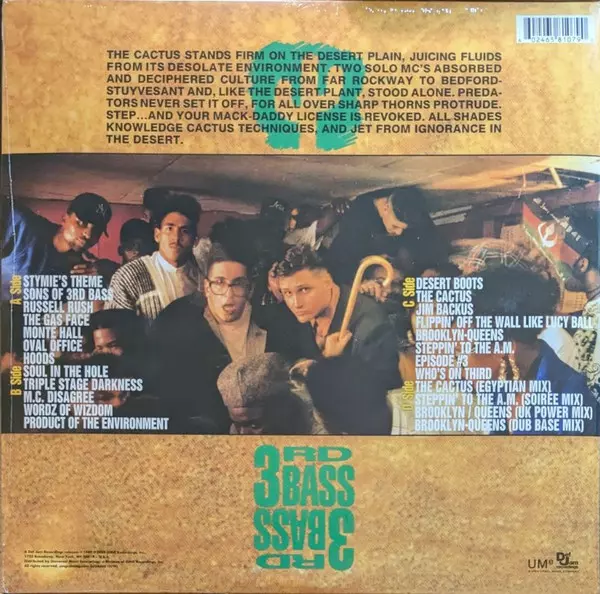 THE CACTUS STANDS FIRM ON THE DESERT PLAIN, JUICING FLUIDS
FROM ITS DESOLATE ENVIRONMENT. TWO SOLO MC'S ABSORBED
AND DECIPHERED CULTURE FROM FAR ROCKWAY TO BEDFORD-
STUYVESANT AND, LIKE THE DESERT PLANT, STOOD ALONE. PREDA-
TORS NEVER SET IT OFF, FOR ALL OVER SHARP THORNS PROTRUDE.
STEP...AND YOUR MACK-DADDY LICENSE IS REVOKED. ALL SHADES
KNOWLEDGE CACTUS TECHNIQUES, AND JET FROM IGNORANCE IN
THE DESERT.
A Side
STYMIE'S THEME
SONS OF 3RD BASS
RUSSELL RUSH
THE GAS FACE
MONTE HALL
OVAL OFFICE
B Side
HOODS
SOUL IN THE HOLE
TRIPLE STAGE DARKNESS
M.C. DISAGREE
WORDZ OF WIZDOM
PRODUCT OF THE ENVIRONMENT
C Side
DESERT BOOTS
THE CACTUS
JIM BACKUS
FLIPPIN' OFF THE WALL LIKE LUCY BALL
BROOKLYN-QUEENS
STEPPIN' TO THE A.M.
EPISODE #3
WHO'S ON THIRD
D Side
THE CACTUS (EGYPTIAN MIX)
STEPPIN' TO THE A.M. (SOIREE MIX)
BROOKLYN / QUEENS (UK POWER MIX)
BROOKLYN-QUEENS (DUB BASE MIX)
3RD BASS
3RD BASS
UMe
Def Jam
recordings